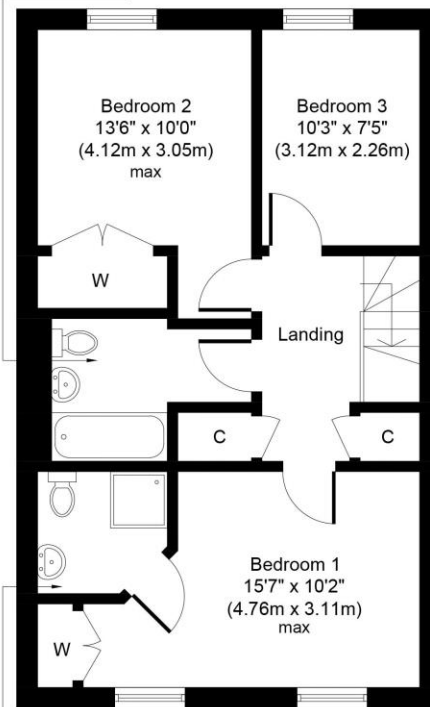 Bedroom 2
13'6" x 10'0"
(4.12m x 3.05m)
max
Bedroom 3
10'3" x 7'5"
(3.12m x 2.26m)
W
Landing
C
C
Bedroom 1
15'7" x 10'2"
(4.76m x 3.11m)
max
W